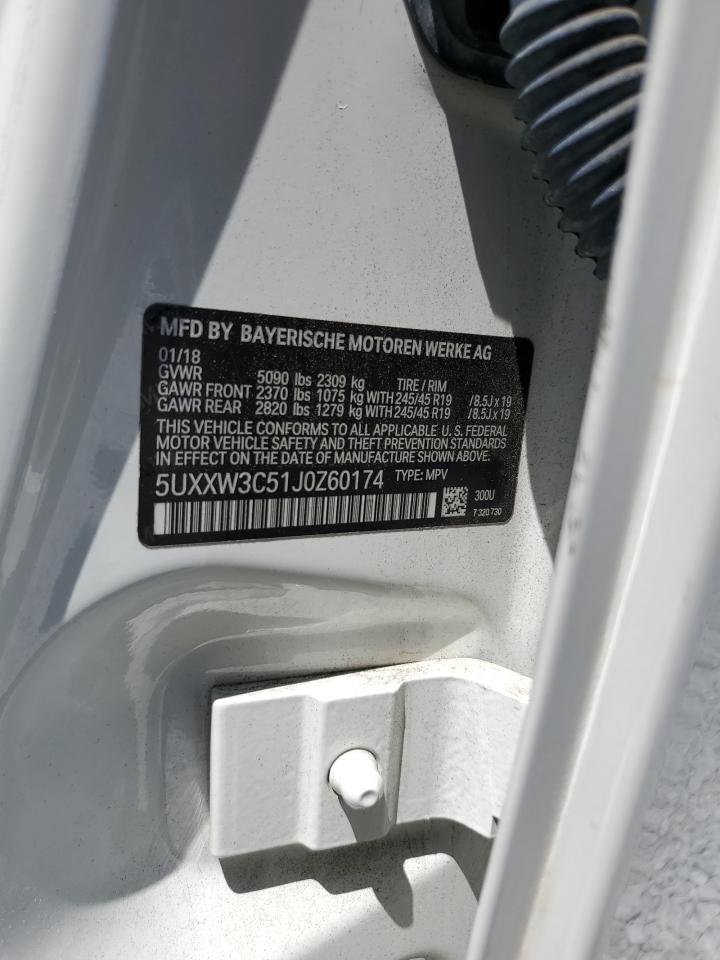 MFD BY BAYERISCHE MOTOREN WERKE AG
01/18
GVWR 5090 lbs 2309 kg TIRE / RIM
GAWR FRONT 2370 lbs 1075 kg WITH 245/45 R19 /8.5J x 19
GAWR REAR 2820 lbs 1279 kg WITH 245/45 R19 /8.5J x 19
THIS VEHICLE CONFORMS TO ALL APPLICABLE U. S. FEDERAL
MOTOR VEHICLE SAFETY AND THEFT PREVENTION STANDARDS
IN EFFECT ON THE DATE OF MANUFACTURE SHOWN ABOVE.
5UXXW3C51J0Z60174 TYPE: MPV
300U
7 320 730